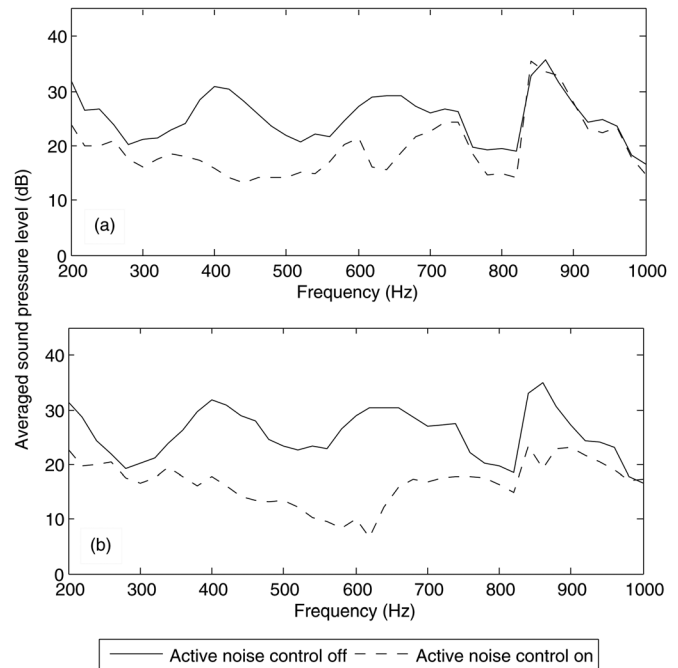 Averaged sound pressure level (dB)
40
30
20
10
0
(a)
200 300 400 500 600 700 800 900 1000
Frequency (Hz)
40
30
20
10
0
(b)
200 300 400 500 600 700 800 900 1000
Frequency (Hz)
Active noise control off Active noise control on